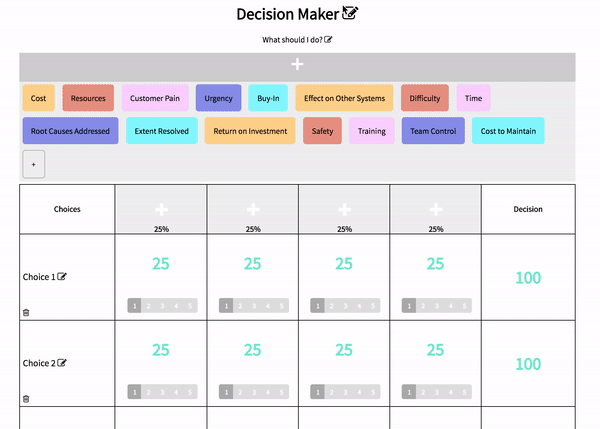 Decision Maker
What should I do?
+
Cost Resources Customer Pain Urgency Buy-In Effect on Other Systems Difficulty Time
Root Causes Addressed Extent Resolved Return on Investment Safety Training Team Control Cost to Maintain
+
Choices + + + + Decision
25% 25% 25% 25%
25 25 25 25
Choice 1 100
1 2 3 4 5 1 2 3 4 5 1 2 3 4 5 1 2 3 4 5
25 25 25 25
Choice 2 100
1 2 3 4 5 1 2 3 4 5 1 2 3 4 5 1 2 3 4 5